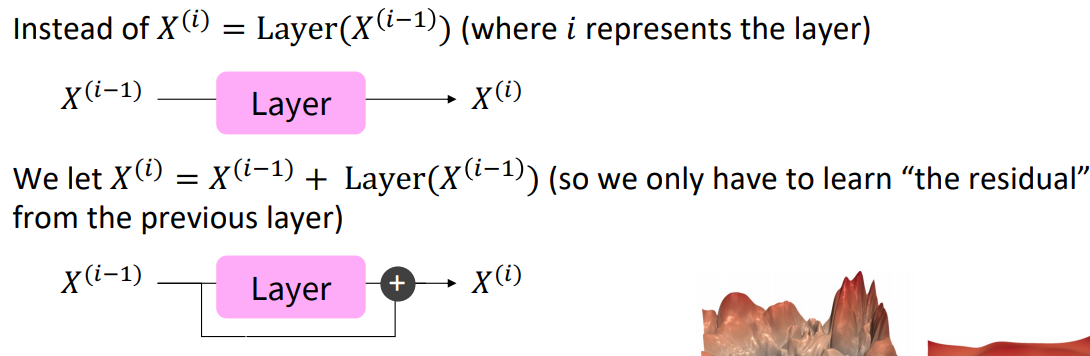 Instead of X⁽ⁱ⁾ = Layer(X⁽ⁱ⁻¹⁾) (where i represents the layer)
X⁽ⁱ⁻¹⁾ Layer X⁽ⁱ⁾
We let X⁽ⁱ⁾ = X⁽ⁱ⁻¹⁾ + Layer(X⁽ⁱ⁻¹⁾) (so we only have to learn “the residual”
from the previous layer)
X⁽ⁱ⁻¹⁾ Layer + X⁽ⁱ⁾